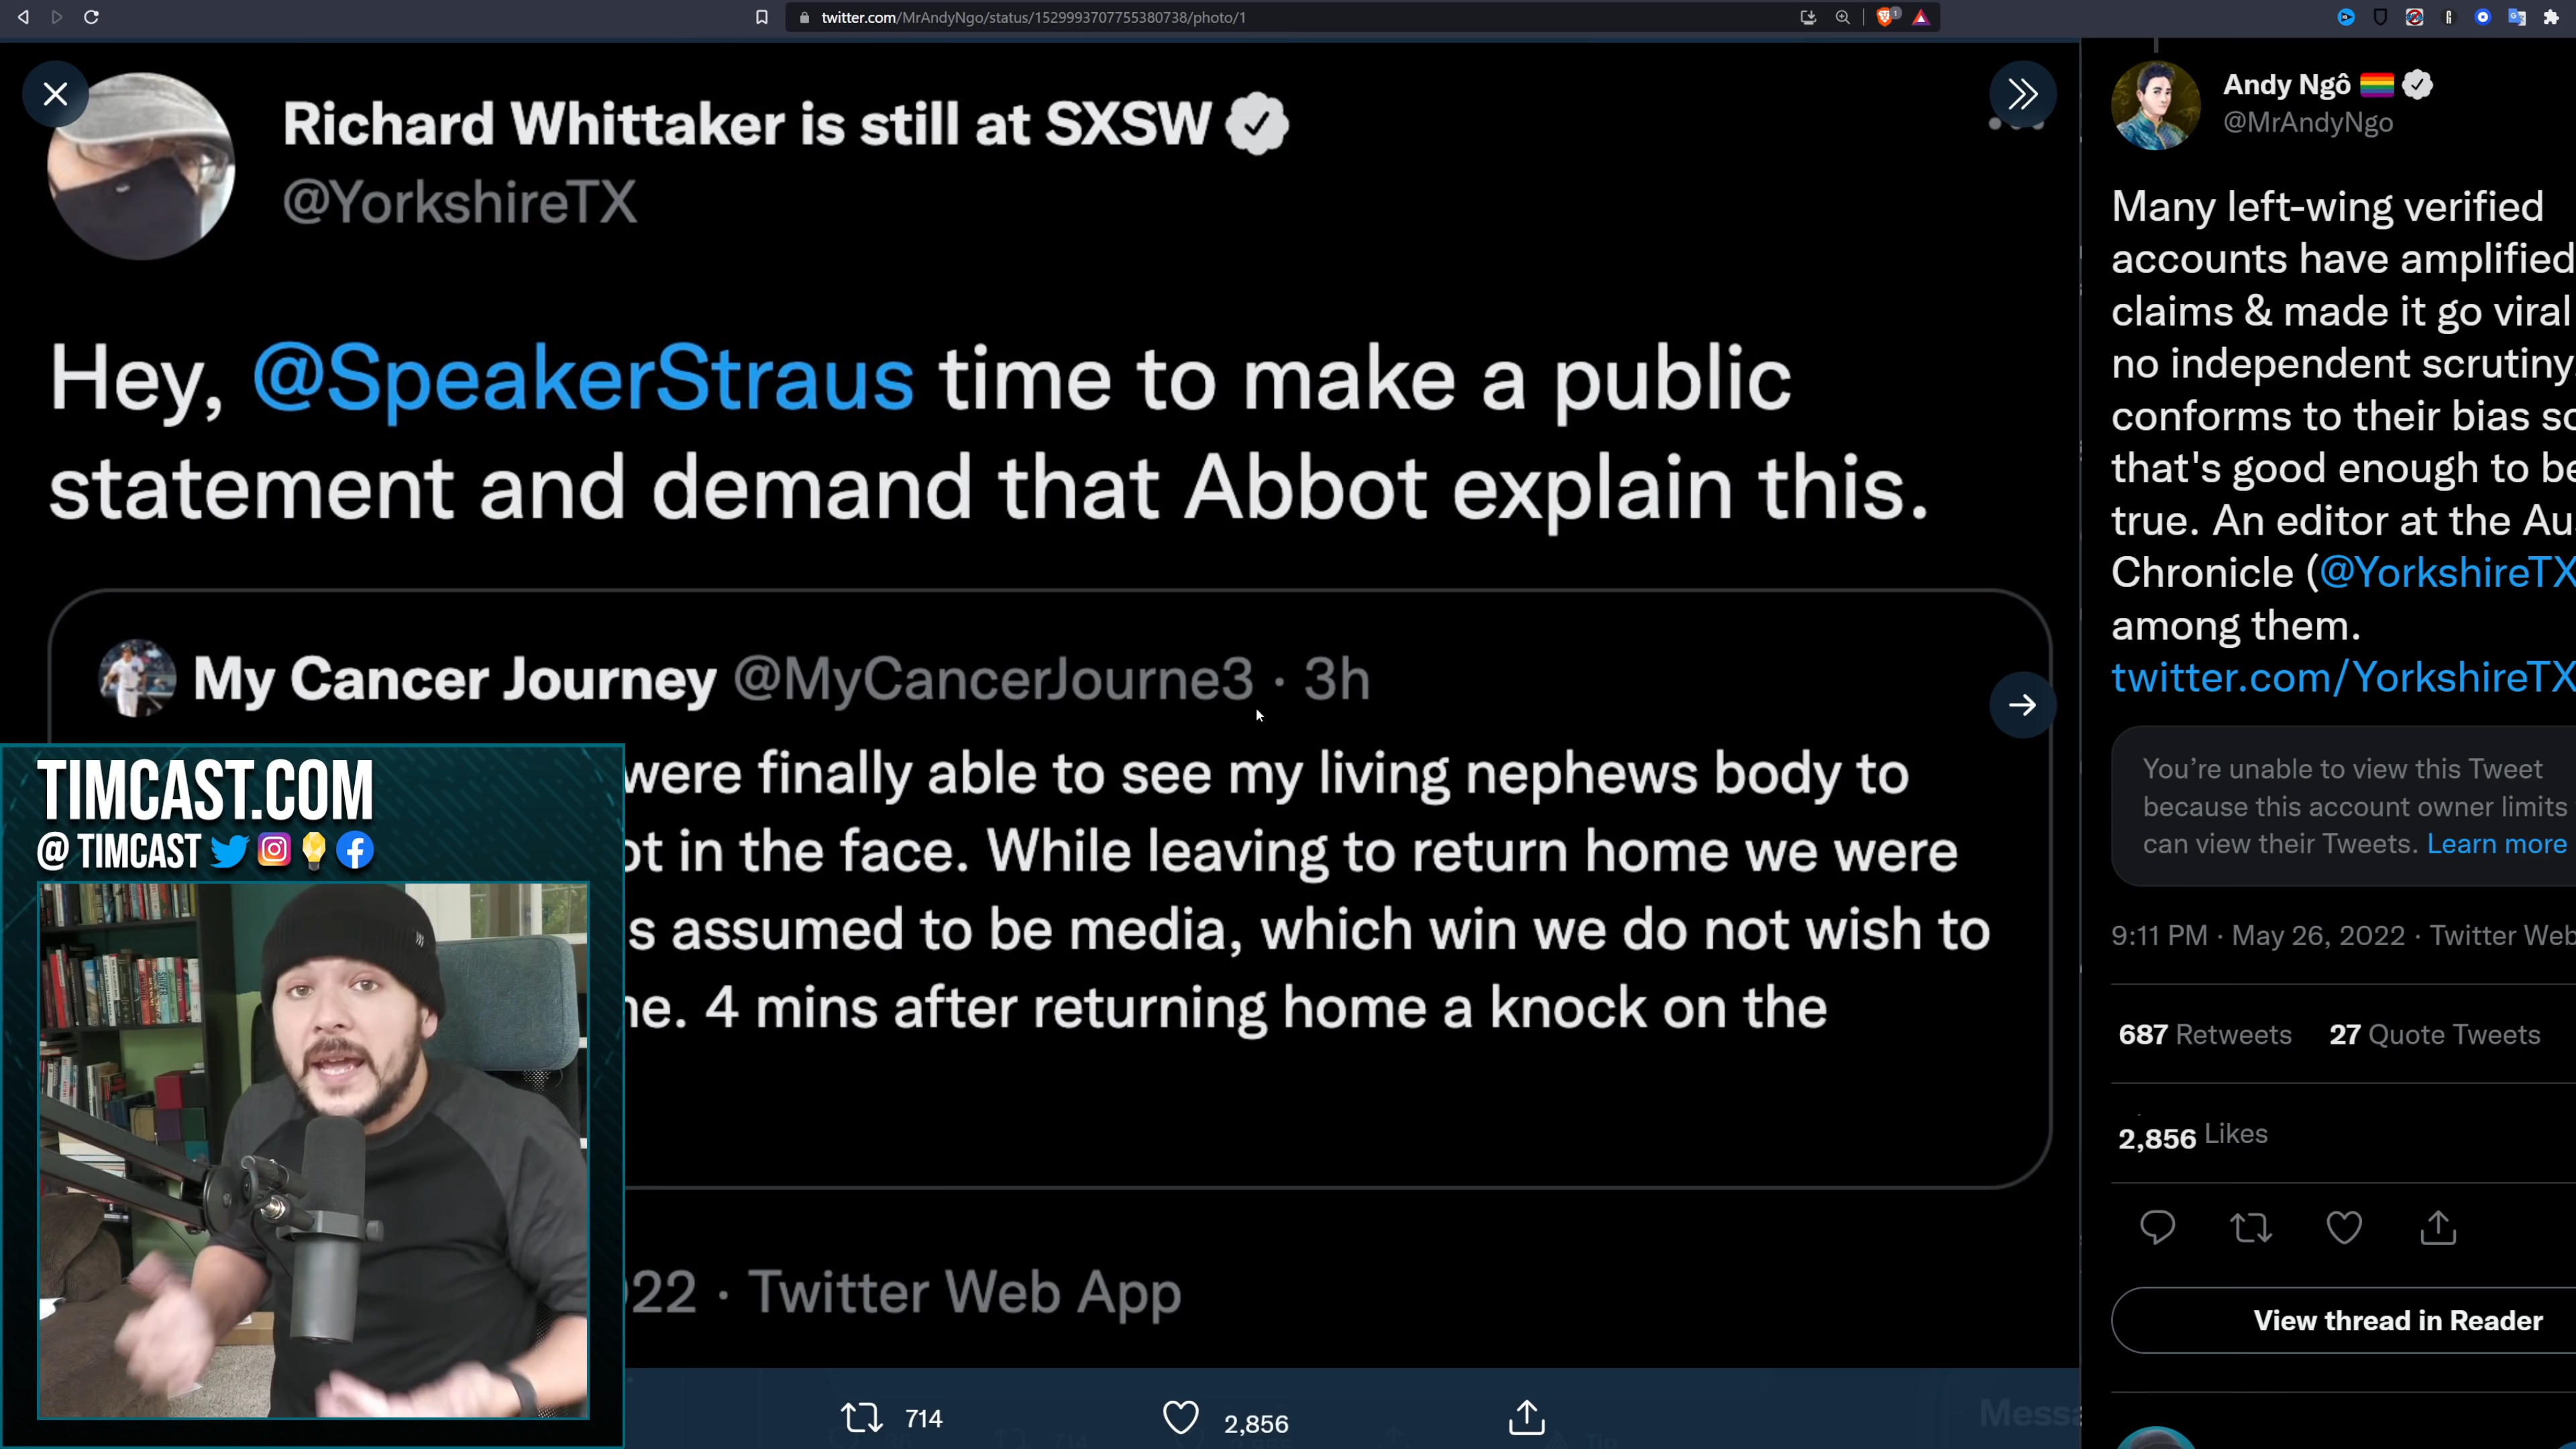 twitter.com/MrAndyNgo/status/1529993707755380738/photo/1
Richard Whittaker is still at SXSW
@YorkshireTX
Hey, @SpeakerStraus time to make a public
statement and demand that Abbot explain this.
My Cancer Journey @MyCancerJourne3 · 3h
were finally able to see my living nephews body to
ot in the face. While leaving to return home we were
s assumed to be media, which win we do not wish to
ne. 4 mins after returning home a knock on the
022 · Twitter Web App
714
2,856
TIMCAST.COM
@ TIMCAST
Andy Ngô
@MrAndyNgo
Many left-wing verified
accounts have amplified
claims & made it go viral
no independent scrutiny.
conforms to their bias so
that's good enough to be
true. An editor at the Au
Chronicle (@YorkshireTX
among them.
twitter.com/YorkshireTX
You're unable to view this Tweet
because this account owner limits
can view their Tweets. Learn more
9:11 PM · May 26, 2022 · Twitter Web
687 Retweets 27 Quote Tweets
2,856 Likes
View thread in Reader
Messa